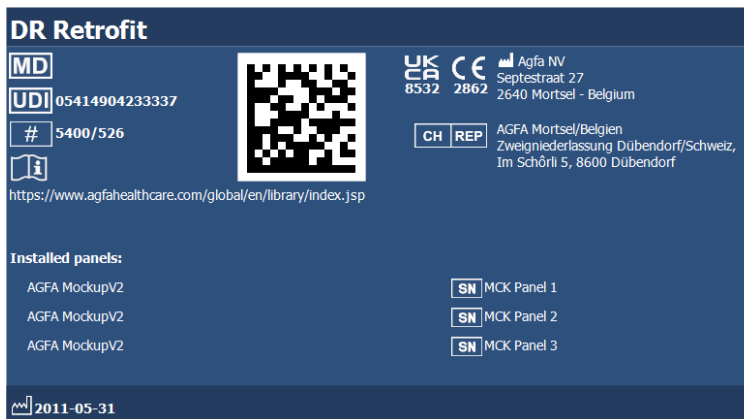 DR Retrofit
MD
UDI 05414904233337
# 5400/526
https://www.agfahealthcare.com/global/en/library/index.jsp
UK CA 8532
CE 2862
Agfa NV
Septestraat 27
2640 Mortsel - Belgium
CH REP
AGFA Mortsel/Belgien
Zweigniederlassung Dübendorf/Schweiz,
Im Schôrli 5, 8600 Dübendorf
Installed panels:
AGFA MockupV2 SN MCK Panel 1
AGFA MockupV2 SN MCK Panel 2
AGFA MockupV2 SN MCK Panel 3
2011-05-31